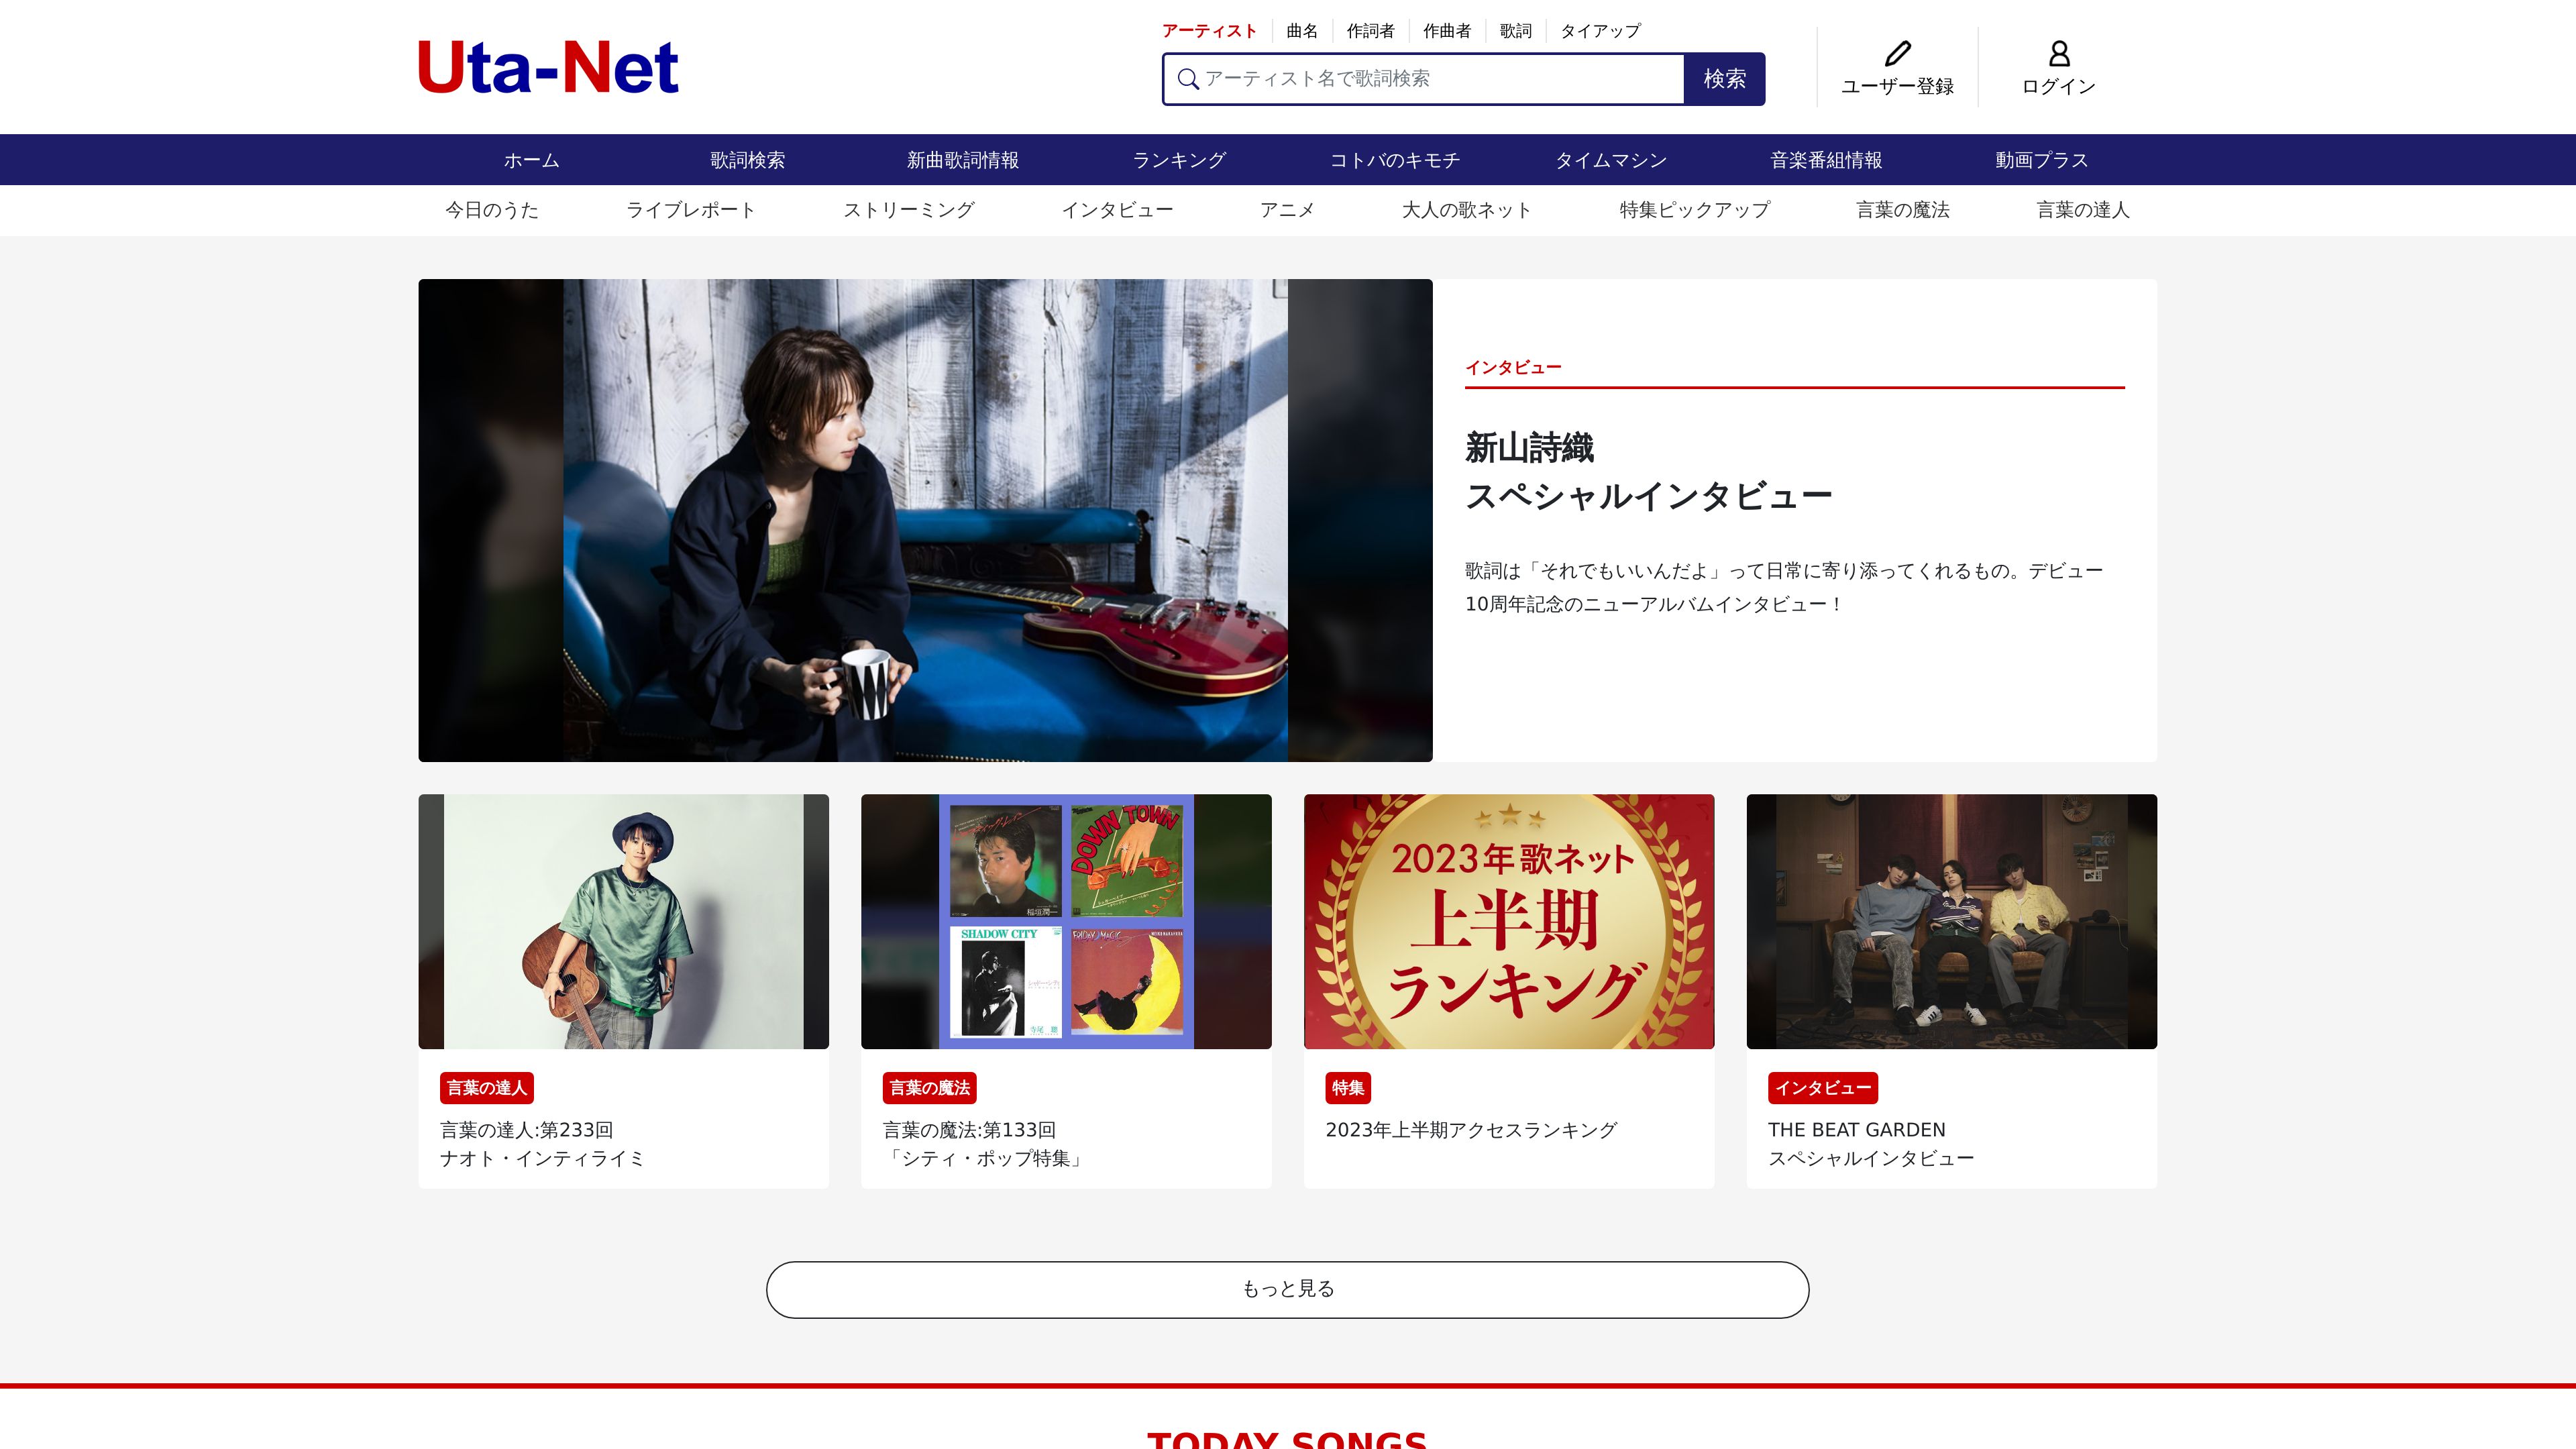 Uta-Net
アーティスト 曲名 作詞者 作曲者 歌詞 タイアップ
アーティスト名で歌詞検索 検索
ユーザー登録
ログイン
ホーム 歌詞検索 新曲歌詞情報 ランキング コトバのキモチ タイムマシン 音楽番組情報 動画プラス
今日のうた ライブレポート ストリーミング インタビュー アニメ 大人の歌ネット 特集ピックアップ 言葉の魔法 言葉の達人
インタビュー
新山詩織
スペシャルインタビュー
歌詞は「それでもいいんだよ」って日常に寄り添ってくれるもの。デビュー
10周年記念のニューアルバムインタビュー！
言葉の達人
言葉の達人:第233回
ナオト・インティライミ
稲垣潤一
DOWN TOWN
SHADOW CITY
寺尾 聰
言葉の魔法
言葉の魔法:第133回
「シティ・ポップ特集」
2023年歌ネット
上半期
ランキング
特集
2023年上半期アクセスランキング
インタビュー
THE BEAT GARDEN
スペシャルインタビュー
もっと見る
TODAY SONGS